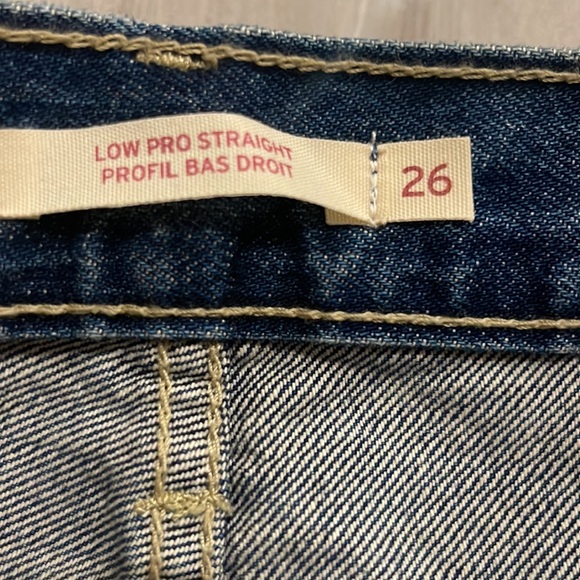 LOW PRO STRAIGHT
PROFIL BAS DROIT
26